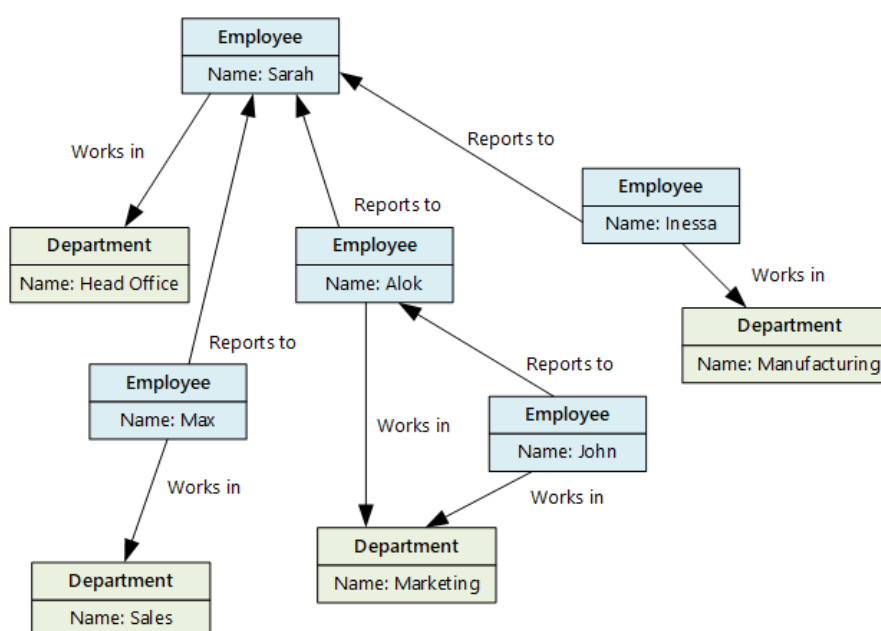 Employee
Name: Sarah
Works in
Reports to
Employee
Name: Inessa
Reports to
Department
Name: Head Office
Employee
Name: Alok
Works in
Department
Name: Manufacturing
Reports to
Employee
Name: Max
Reports to
Employee
Name: John
Works in
Works in
Works in
Department
Name: Marketing
Department
Name: Sales